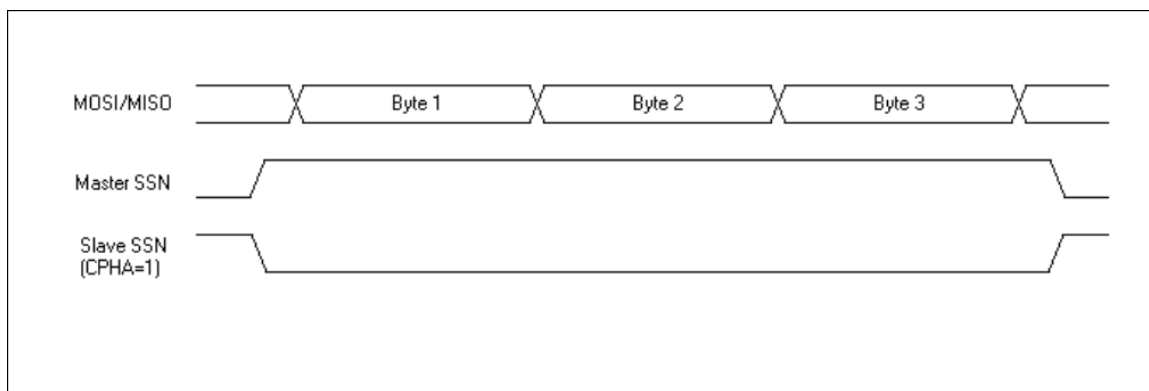 MOSI/MISO
Byte 1
Byte 2
Byte 3
Master SSN
Slave SSN
(CPHA=1)